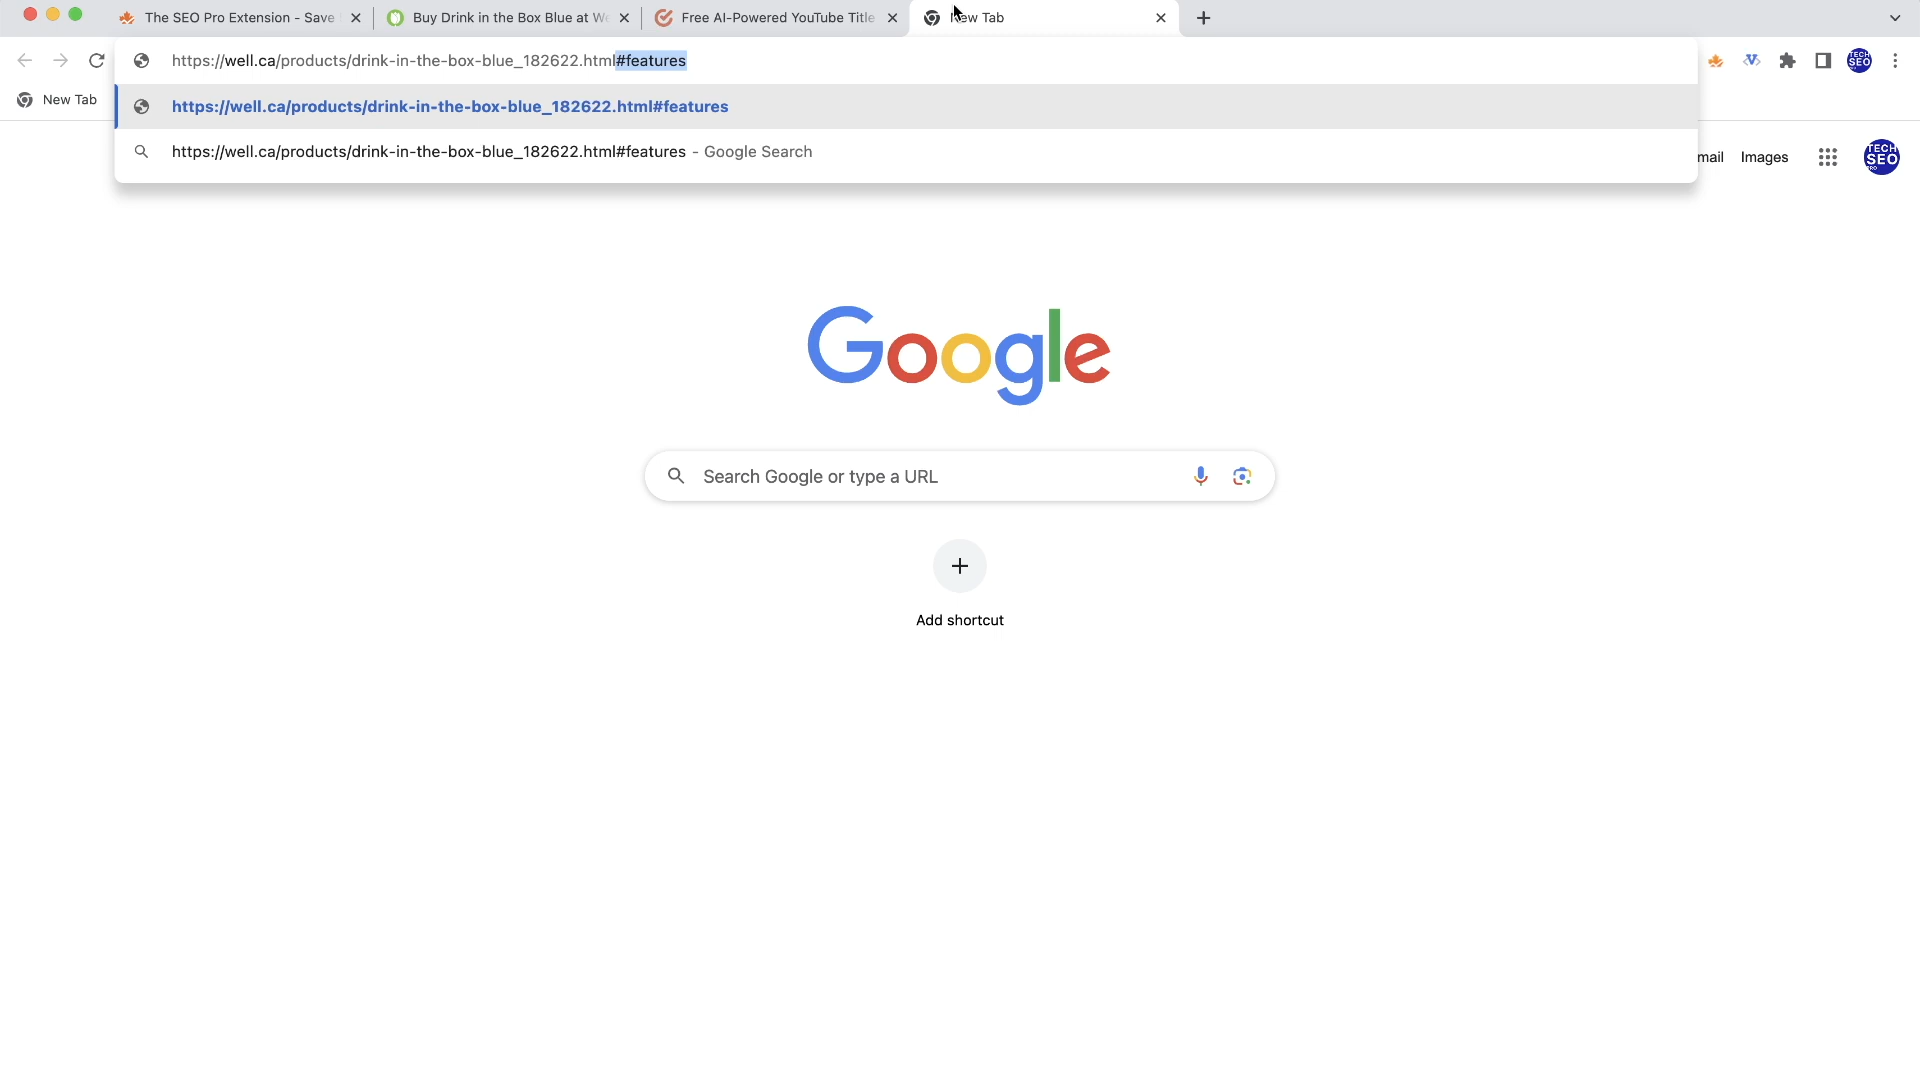 The SEO Pro Extension - Save
Buy Drink in the Box Blue at We
Free AI-Powered YouTube Title
New Tab
https://well.ca/products/drink-in-the-box-blue_182622.html#features
TECH SEO
New Tab
https://well.ca/products/drink-in-the-box-blue_182622.html#features
https://well.ca/products/drink-in-the-box-blue_182622.html#features - Google Search
mail
Images
TECH SEO PRO
Google
Search Google or type a URL
Add shortcut